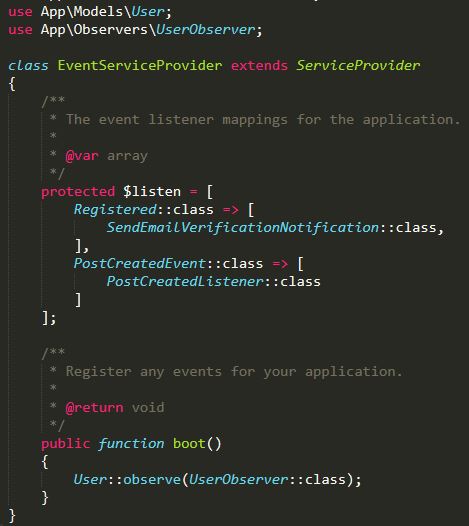 use App\Models\User;
use App\Observers\UserObserver;

class EventServiceProvider extends ServiceProvider
{
    /**
     * The event listener mappings for the application.
     *
     * @var array
     */
    protected $listen = [
        Registered::class => [
            SendEmailVerificationNotification::class,
        ],
        PostCreatedEvent::class => [
            PostCreatedListener::class
        ]
    ];

    /**
     * Register any events for your application.
     *
     * @return void
     */
    public function boot()
    {
        User::observe(UserObserver::class);
    }
}